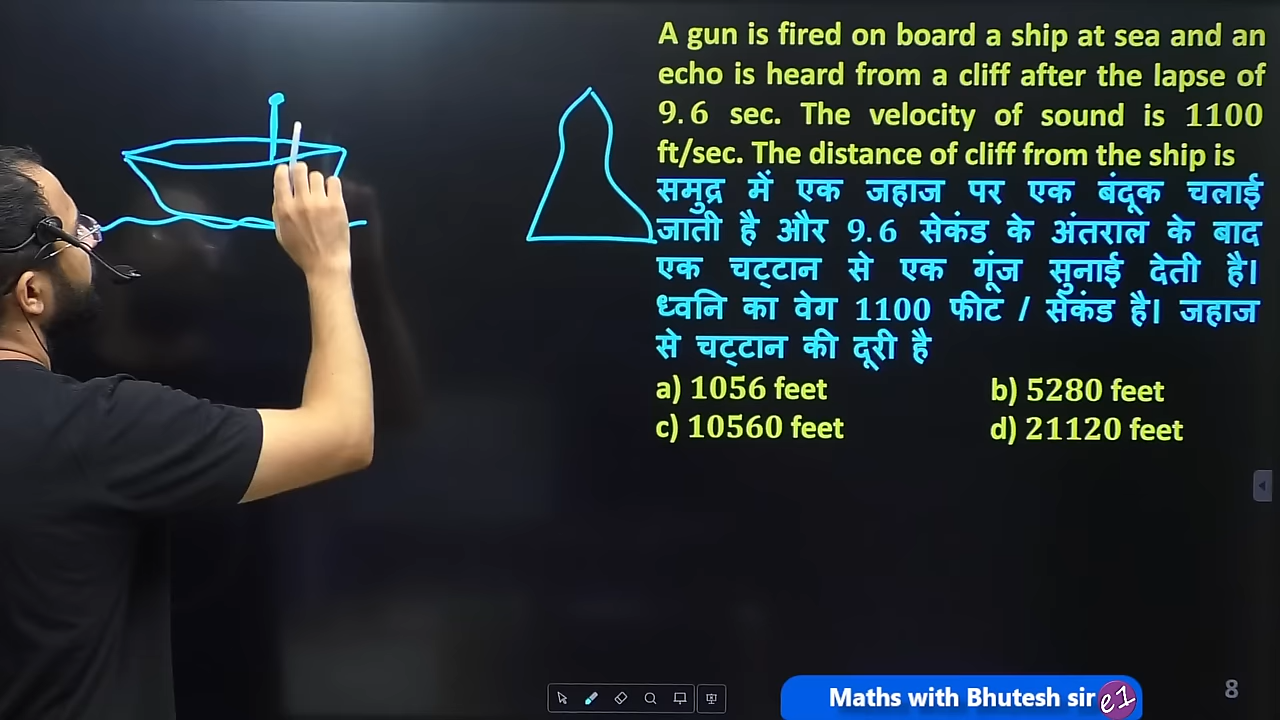 A gun is fired on board a ship at sea and an
echo is heard from a cliff after the lapse of
9.6 sec. The velocity of sound is 1100
ft/sec. The distance of cliff from the ship is
समुद्र में एक जहाज पर एक बंदूक चलाई
जाती है और 9.6 सेकंड के अंतराल के बाद
एक चट्टान से एक गूंज सुनाई देती है।
ध्वनि का वेग 1100 फीट / सेकंड है। जहाज
से चट्टान की दूरी है
a) 1056 feet b) 5280 feet
c) 10560 feet d) 21120 feet
Maths with Bhutesh sir e1
8